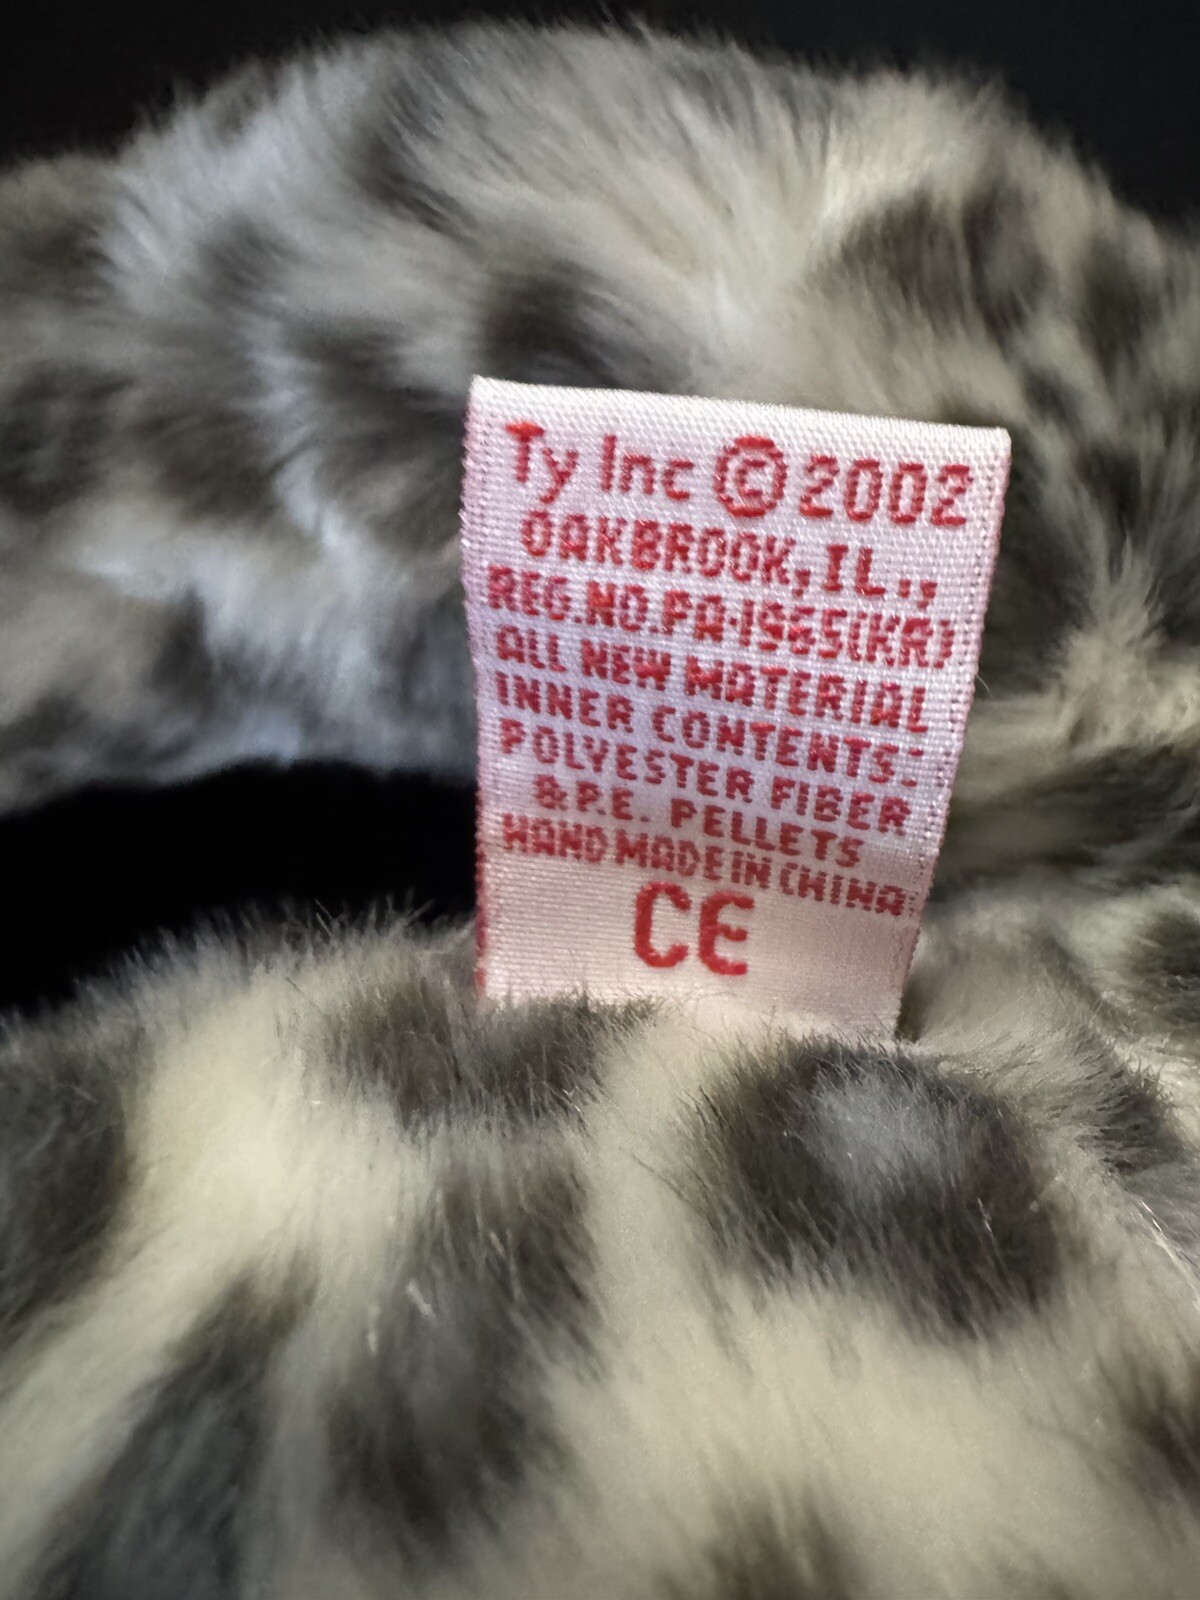 Ty Inc © 2002
OAKBROOK, IL.,
REG.NO.PA-1965(KR)
ALL NEW MATERIAL
INNER CONTENTS:
POLYESTER FIBER
& P.E. PELLETS
HAND MADE IN CHINA
CE